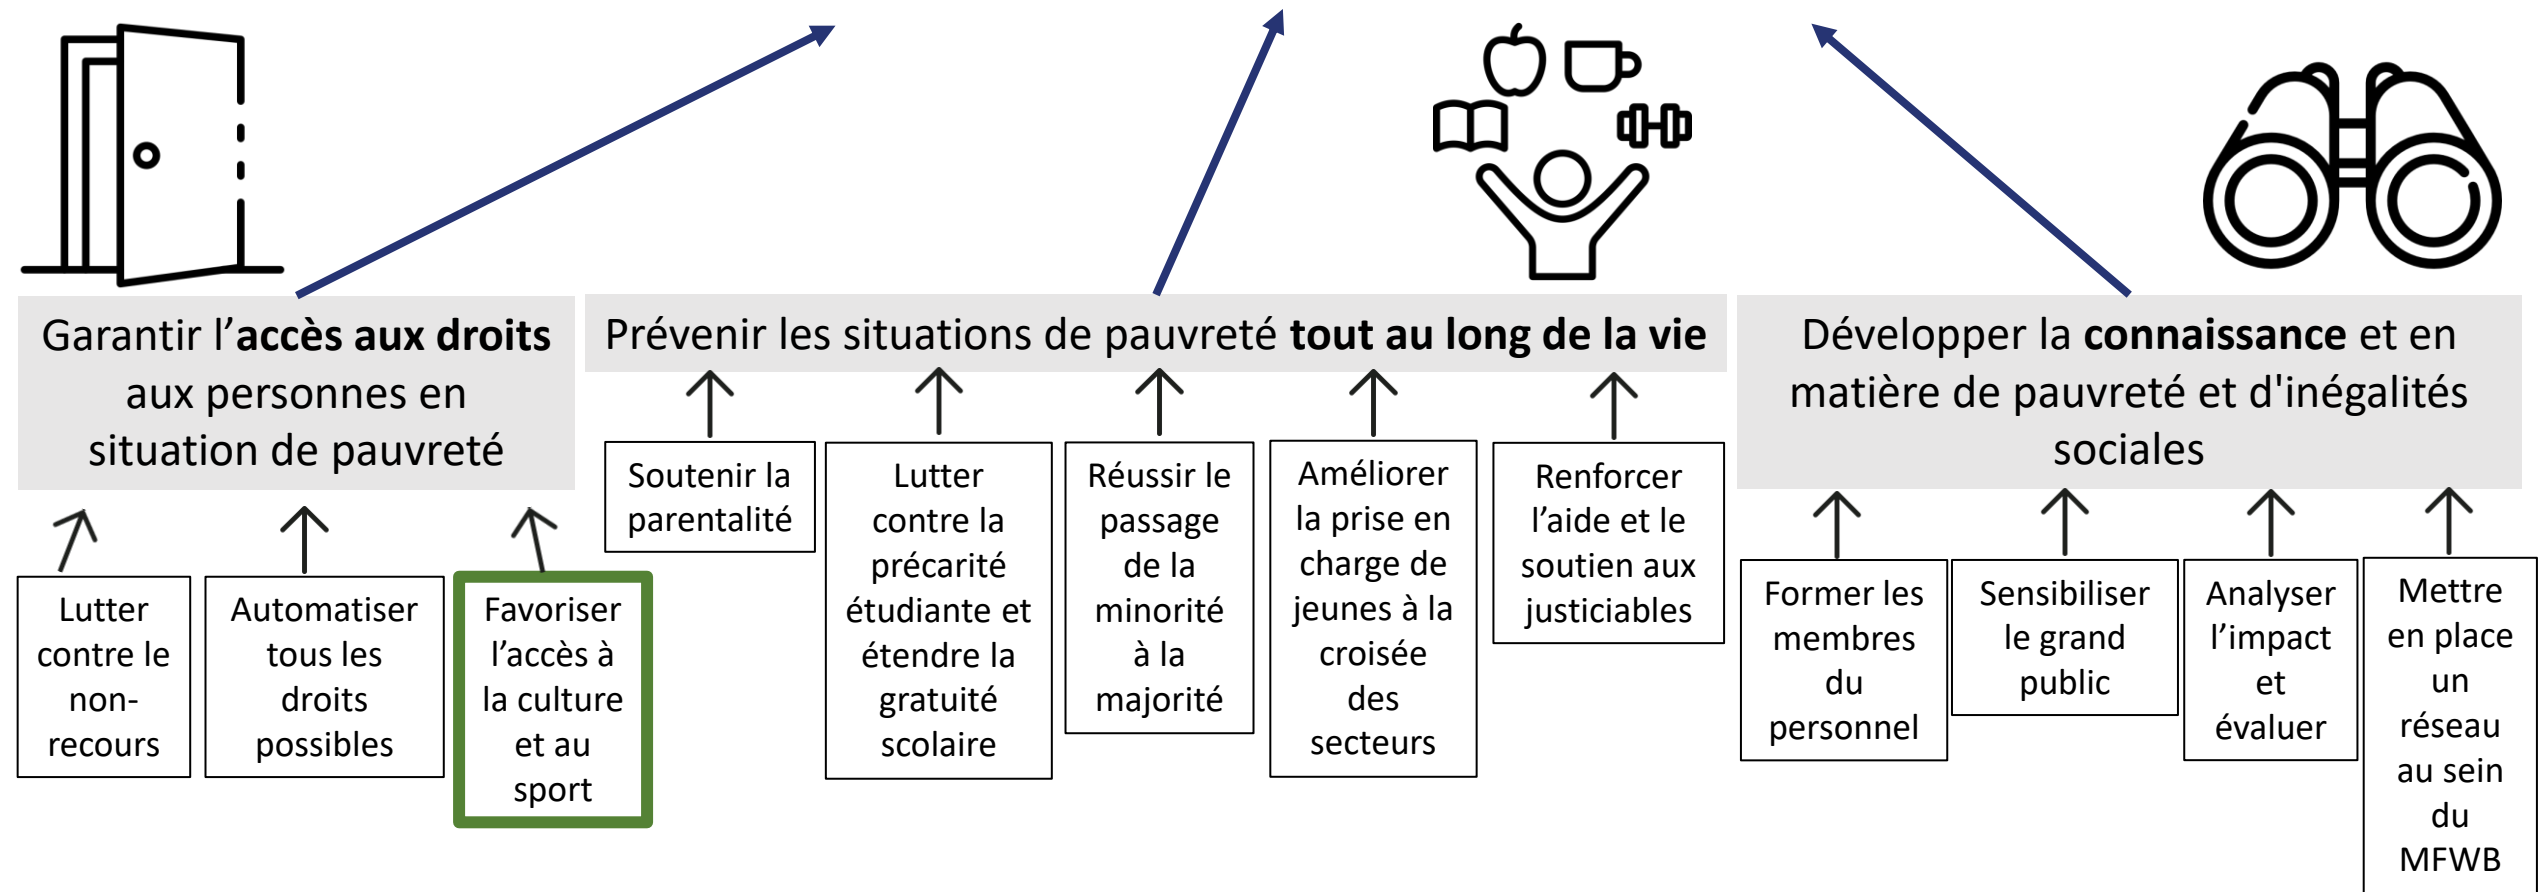 Garantir l’accès aux droits
aux personnes en
situation de pauvreté
Prévenir les situations de pauvreté tout au long de la vie
Développer la connaissance et en
matière de pauvreté et d'inégalités
sociales
Lutter
contre le
non-
recours
Automatiser
tous les
droits
possibles
Favoriser
l’accès à
la culture
et au
sport
Soutenir la
parentalité
Lutter
contre la
précarité
étudiante et
étendre la
gratuité
scolaire
Réussir le
passage
de la
minorité
à la
majorité
Améliorer
la prise en
charge de
jeunes à la
croisée
des
secteurs
Renforcer
l’aide et le
soutien aux
justiciables
Former les
membres
du
personnel
Sensibiliser
le grand
public
Analyser
l’impact
et
évaluer
Mettre
en place
un
réseau
au sein
du
MFWB